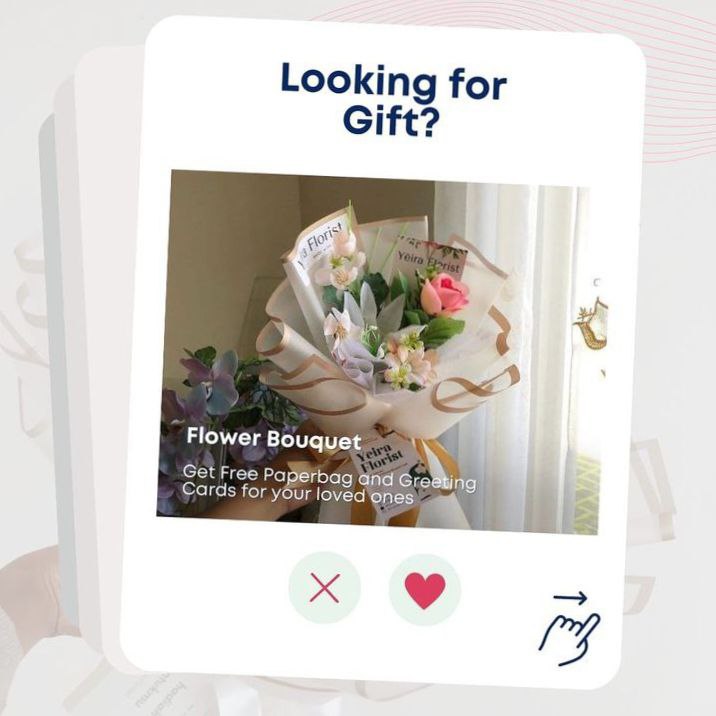 Looking for
Gift?
Yeira Florist
Yeira Florist
Flower Bouquet
Yeira
Florist
Get Free Paperbag and Greeting
Cards for your loved ones